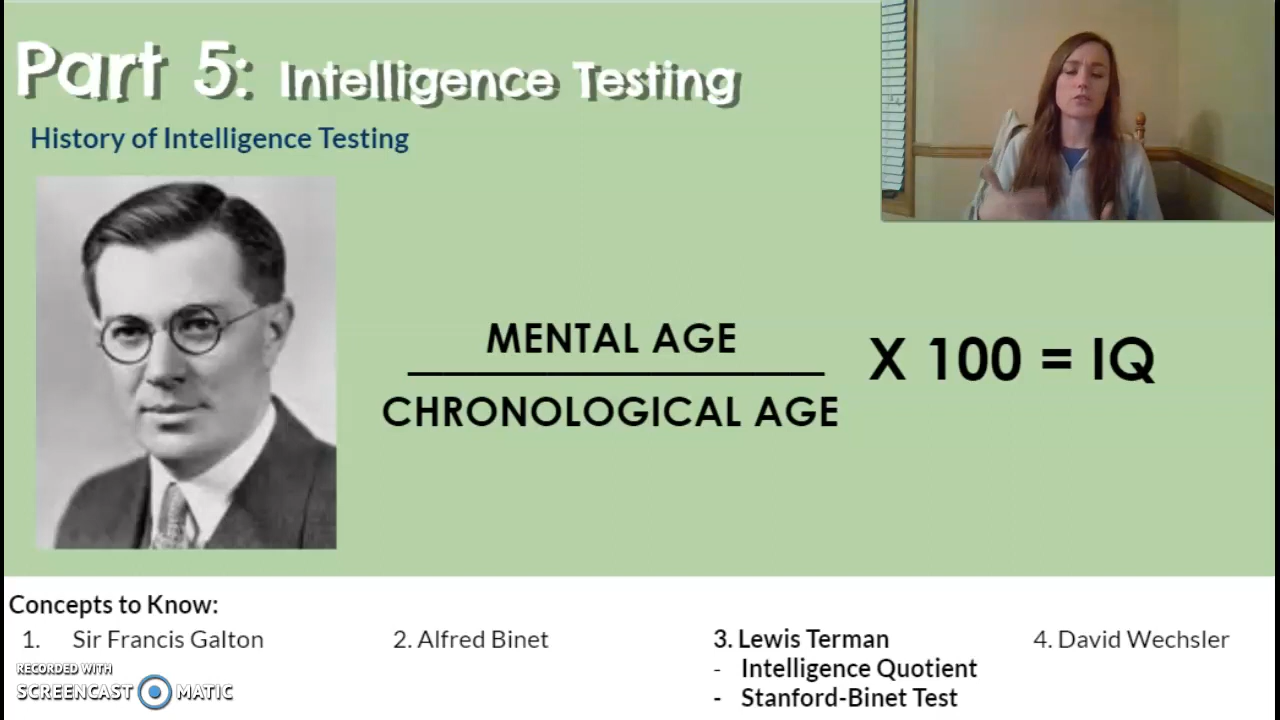 Part 5: Intelligence Testing
History of Intelligence Testing
MENTAL AGE
CHRONOLOGICAL AGE
X 100 = IQ
Concepts to Know:
1. Sir Francis Galton
2. Alfred Binet
3. Lewis Terman
- Intelligence Quotient
- Stanford-Binet Test
4. David Wechsler
RECORDED WITH
SCREENCAST MATIC